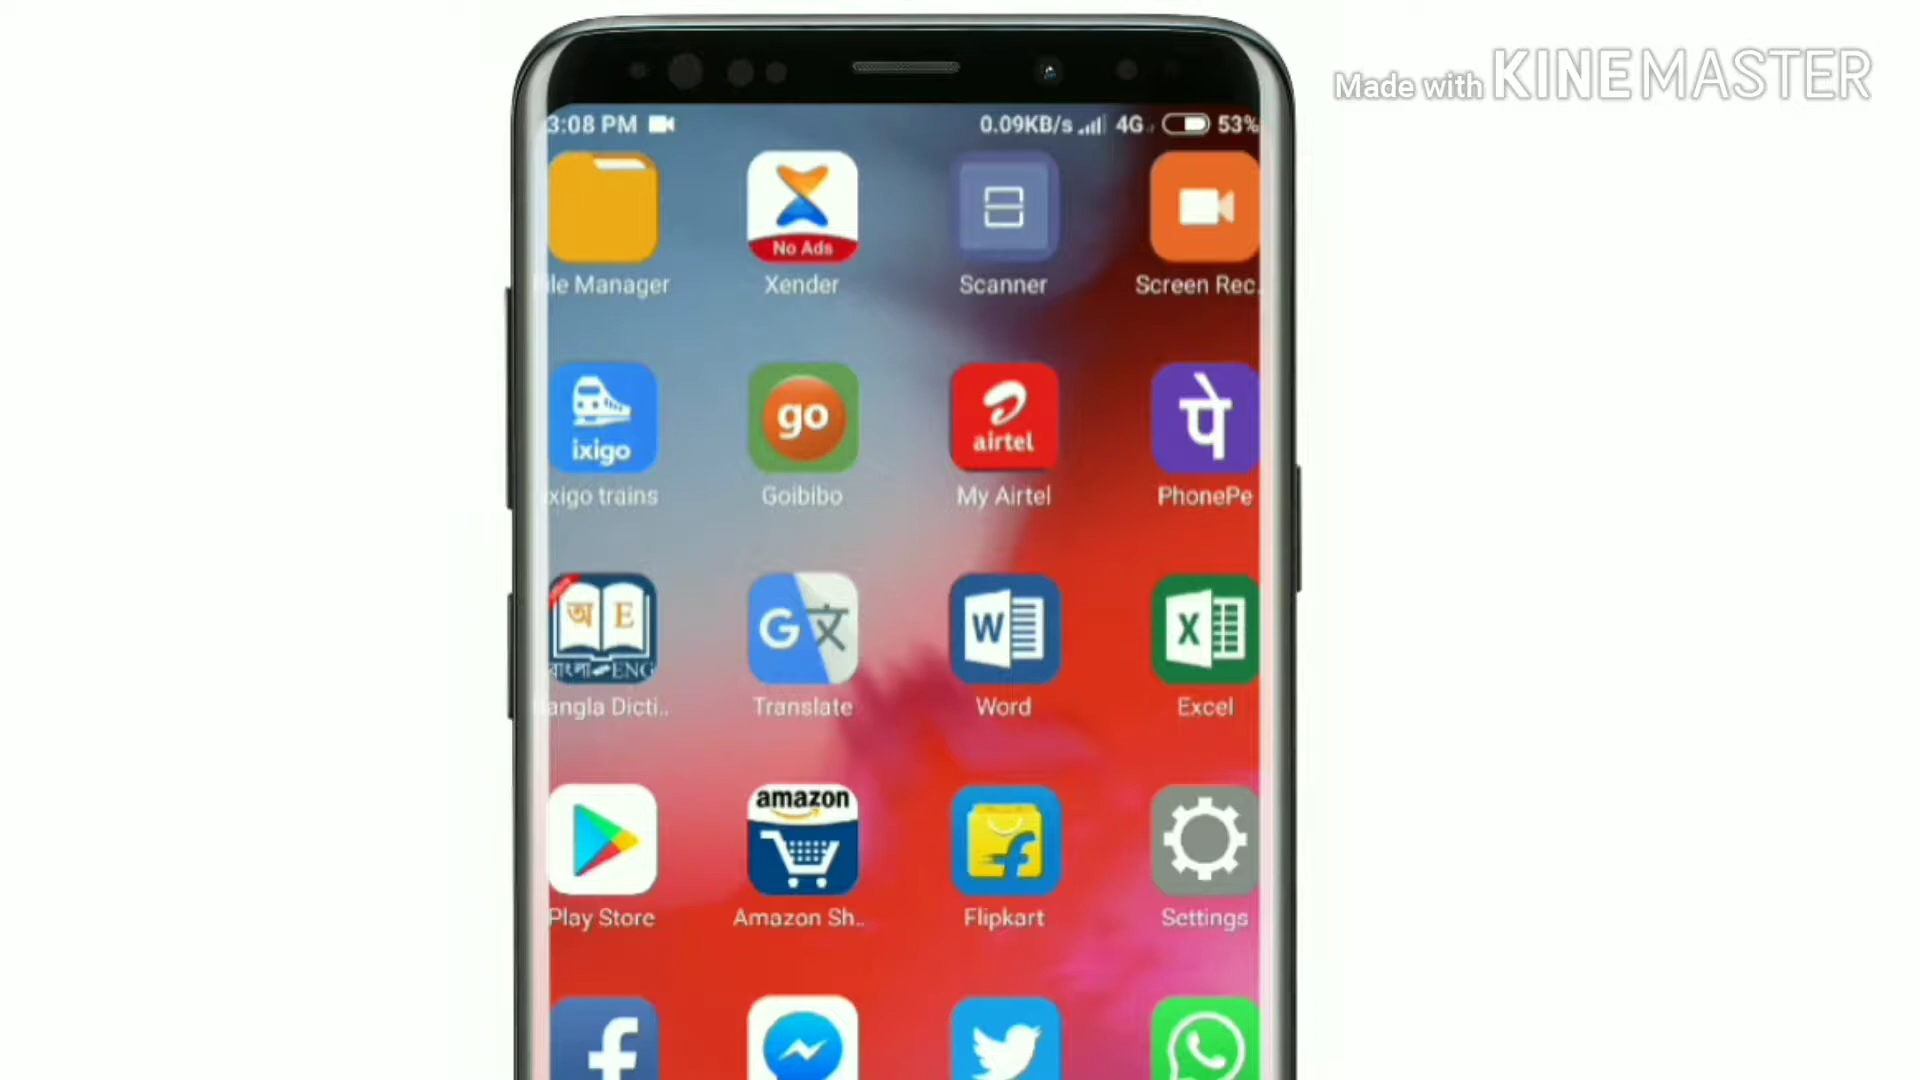 Made with KINEMASTER
3:08 PM 0.09KB/s 4G 53%
No Ads
ile Manager Xender Scanner Screen Rec.
ixigo go airtel पे
xigo trains Goibibo My Airtel PhonePe
অ E
বাংলা ENG
G 文 W X
angla Dicti.. Translate Word Excel
amazon
f
Play Store Amazon Sh.. Flipkart Settings
f